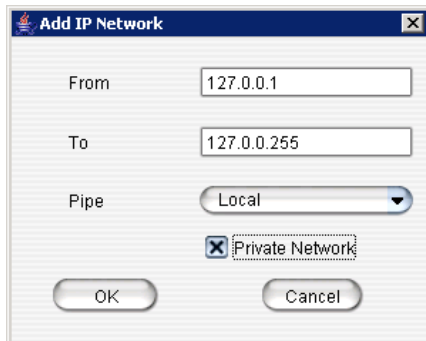 Add IP Network
From 127.0.0.1
To 127.0.0.255
Pipe Local
Private Network
OK Cancel